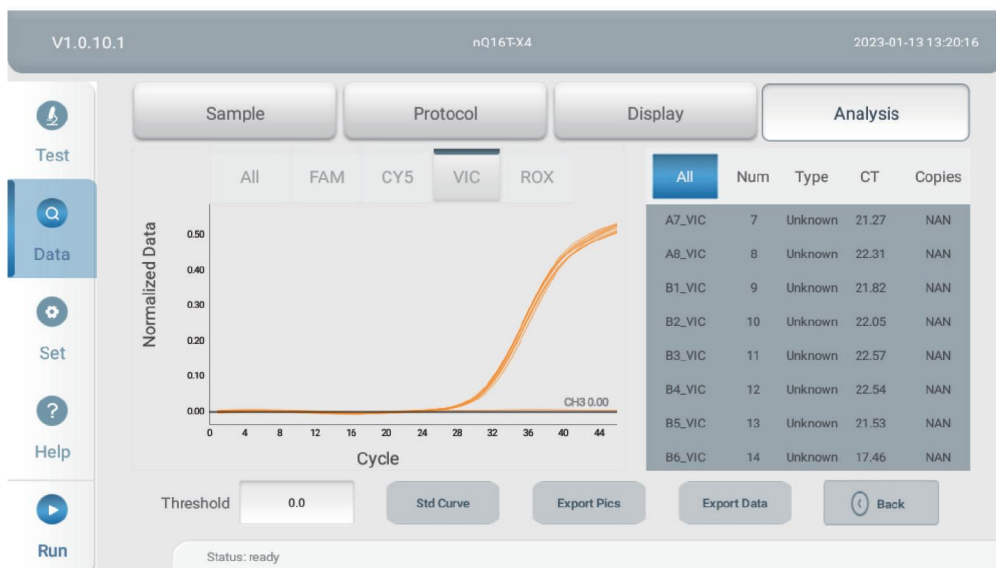 V1.0.10.1 nQ16T-X4 2023-01-13 13:20:16
Sample Protocol Display Analysis
Test
Data
Set
Help
Run
All FAM CY5 VIC ROX
Normalized Data
0.50
0.40
0.30
0.20
0.10
0.00
CH3 0.00
0 4 8 12 16 20 24 28 32 36 40 44
Cycle
All Num Type CT Copies
A7_VIC 7 Unknown 21.27 NAN
A8_VIC 8 Unknown 22.31 NAN
B1_VIC 9 Unknown 21.82 NAN
B2_VIC 10 Unknown 22.05 NAN
B3_VIC 11 Unknown 22.57 NAN
B4_VIC 12 Unknown 22.54 NAN
B5_VIC 13 Unknown 21.53 NAN
B6_VIC 14 Unknown 17.46 NAN
Threshold 0.0 Std Curve Export Pics Export Data Back
Status: ready